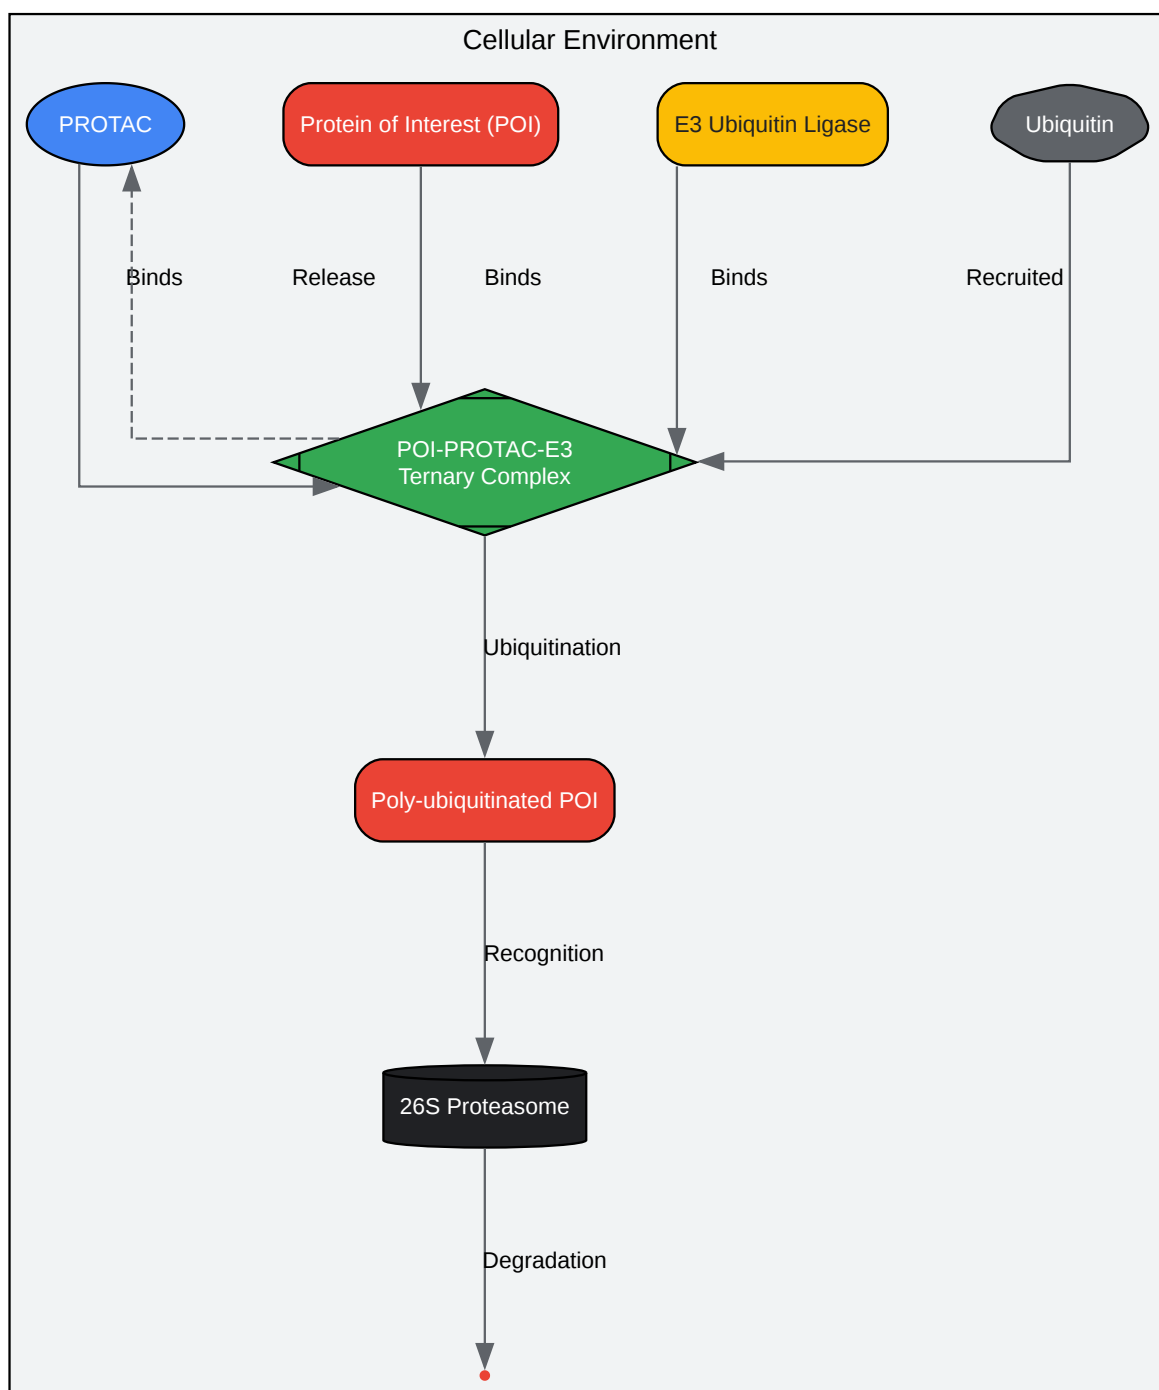 Cellular Environment
PROTAC
Protein of Interest (POI)
E3 Ubiquitin Ligase
Ubiquitin
Binds
Release
Binds
Binds
Recruited
POI-PROTAC-E3
Ternary Complex
Ubiquitination
Poly-ubiquitinated POI
Recognition
26S Proteasome
Degradation